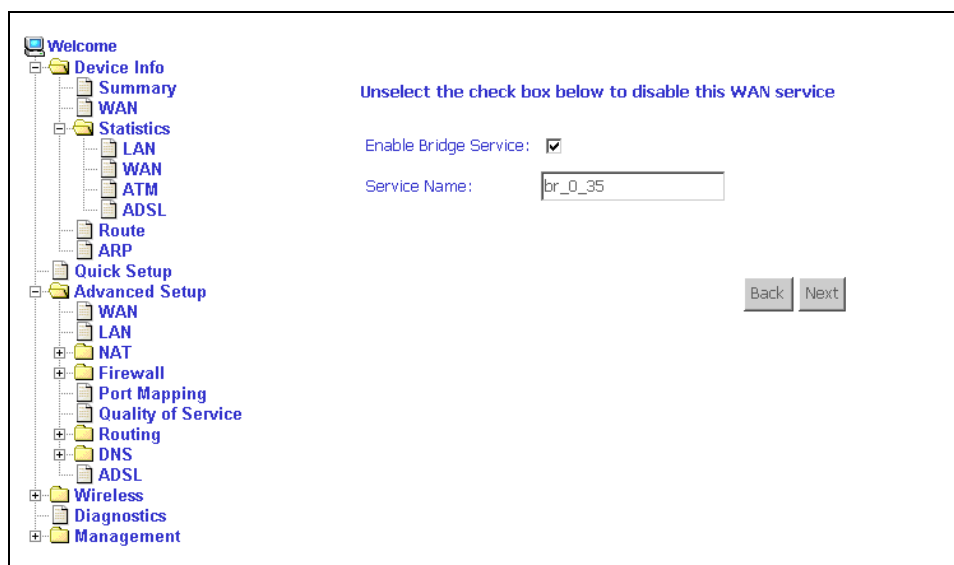 Welcome
Device Info
Summary
WAN
Statistics
LAN
WAN
ATM
ADSL
Route
ARP
Quick Setup
Advanced Setup
WAN
LAN
NAT
Firewall
Port Mapping
Quality of Service
Routing
DNS
ADSL
Wireless
Diagnostics
Management
Unselect the check box below to disable this WAN service
Enable Bridge Service:
Service Name: br_0_35
Back Next